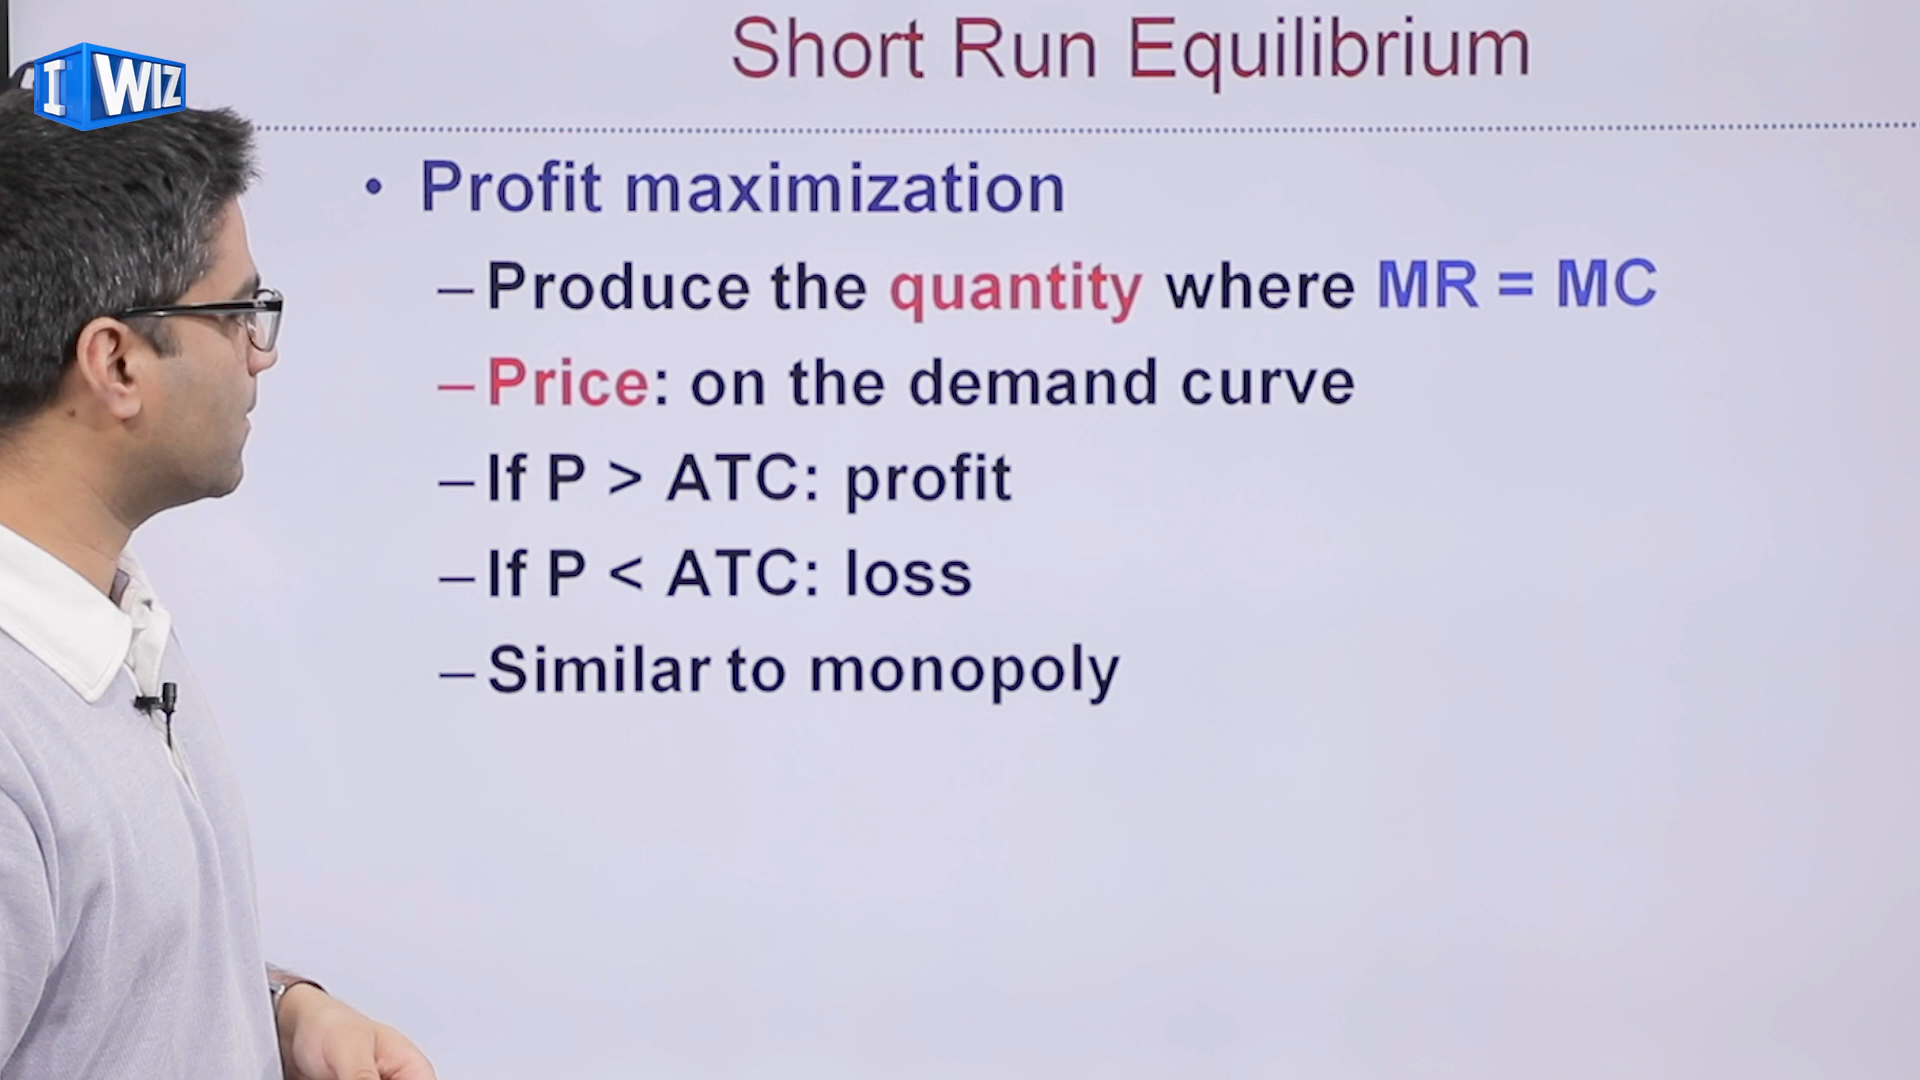 I WIZ
Short Run Equilibrium
• Profit maximization
– Produce the quantity where MR = MC
– Price: on the demand curve
– If P > ATC: profit
– If P < ATC: loss
– Similar to monopoly